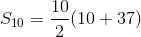 S_{10} = \frac{10}{2}(10 + 37)